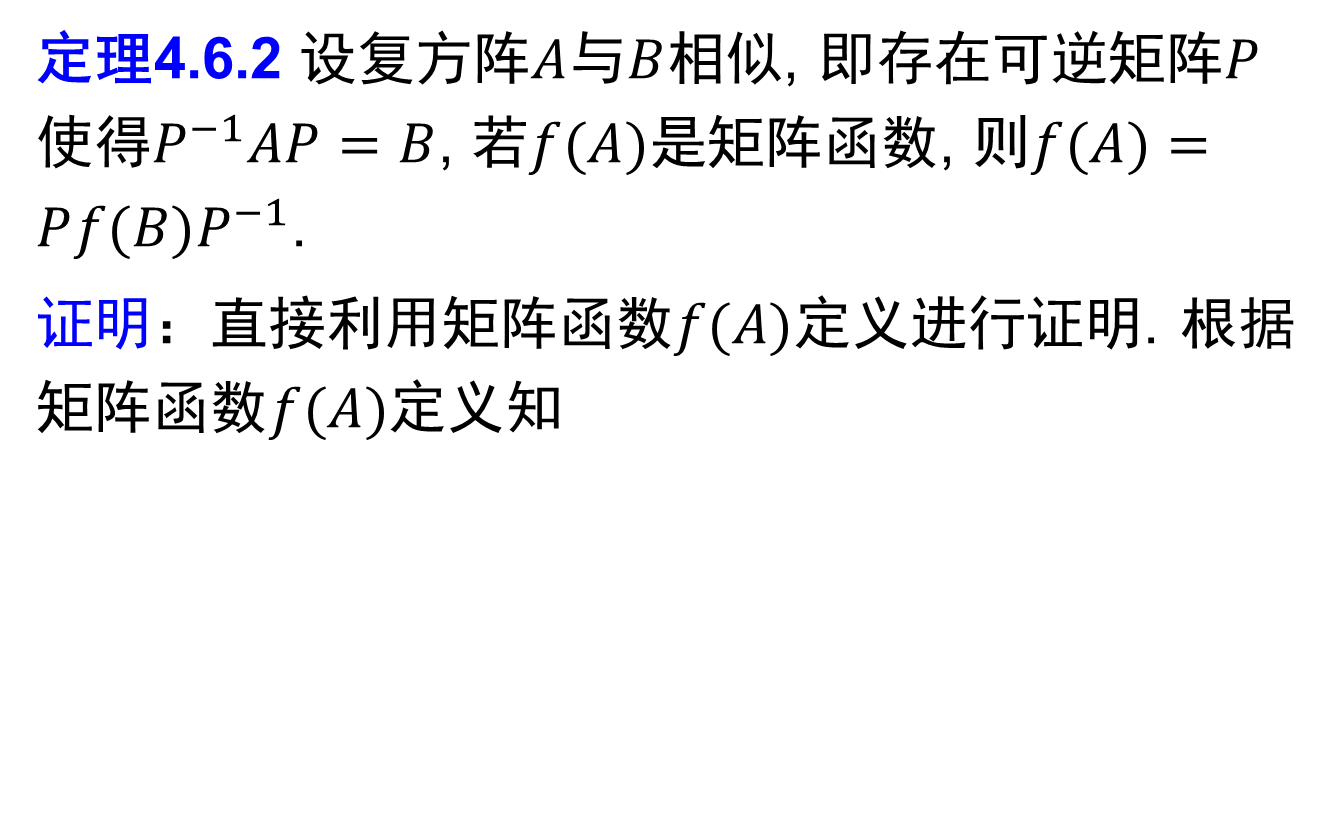 定理4.6.2 设复方阵𝐴与𝐵相似, 即存在可逆矩阵𝑃
使得𝑃⁻¹𝐴𝑃 = 𝐵, 若𝑓(𝐴)是矩阵函数, 则𝑓(𝐴) =
𝑃𝑓(𝐵)𝑃⁻¹.
证明：直接利用矩阵函数𝑓(𝐴)定义进行证明. 根据
矩阵函数𝑓(𝐴)定义知